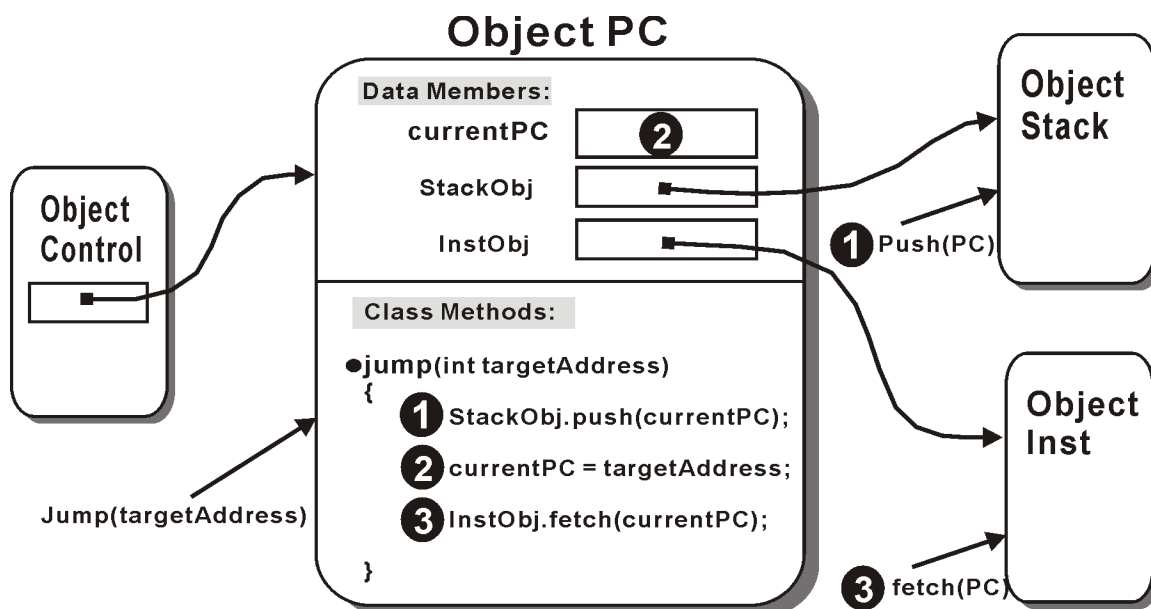 Object PC
Object
Control
Jump(targetAddress)
Data Members:
currentPC
2
StackObj
InstObj
Class Methods:
jump(int targetAddress)
{
1 StackObj.push(currentPC);
2 currentPC = targetAddress;
3 InstObj.fetch(currentPC);
}
Object
Stack
1 Push(PC)
Object
Inst
3 fetch(PC)